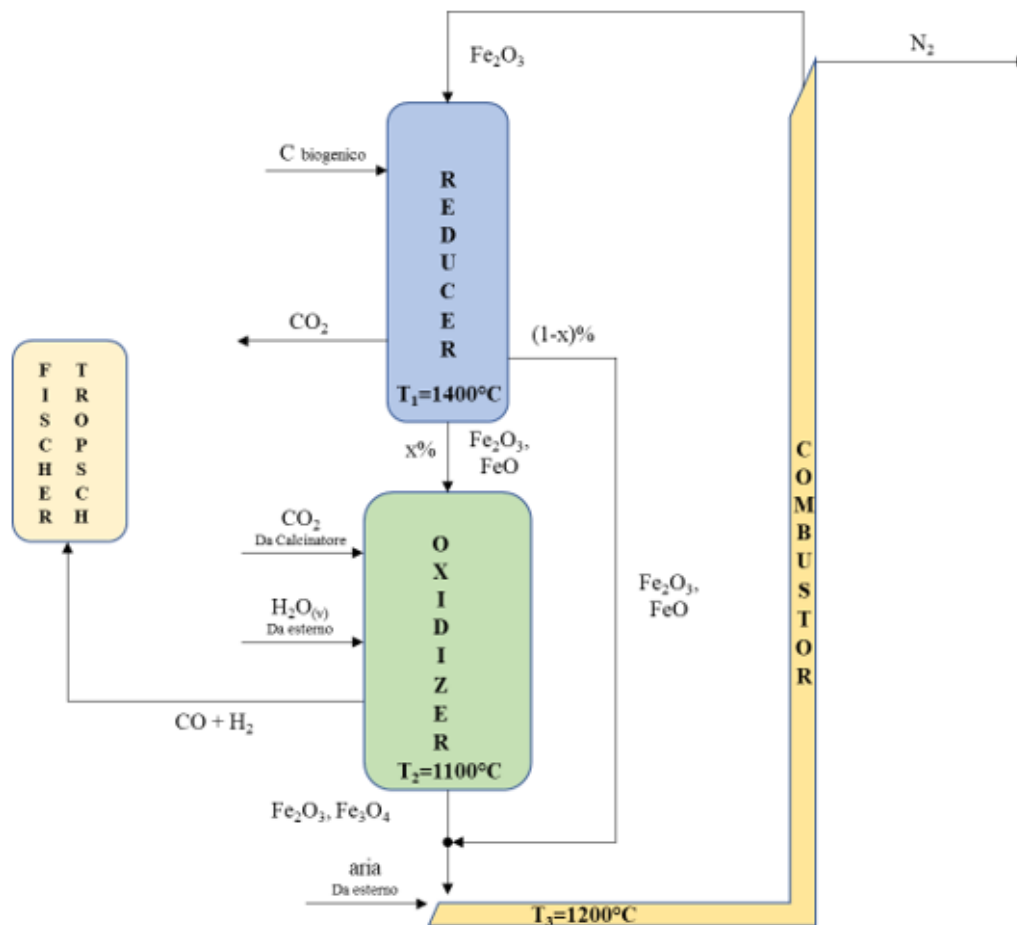 Fe₂O₃
N₂
C biogenico
REDUCER
CO₂
(1-x)%
T₁=1400°C
FISCHER TROPSCH
x%
Fe₂O₃,
FeO
COMBUSTOR
CO₂
Da Calcinatore
OXIDIZER
H₂O₍ᵥ₎
Da esterno
Fe₂O₃,
FeO
CO + H₂
T₂=1100°C
Fe₂O₃, Fe₃O₄
aria
Da esterno
T₃=1200°C